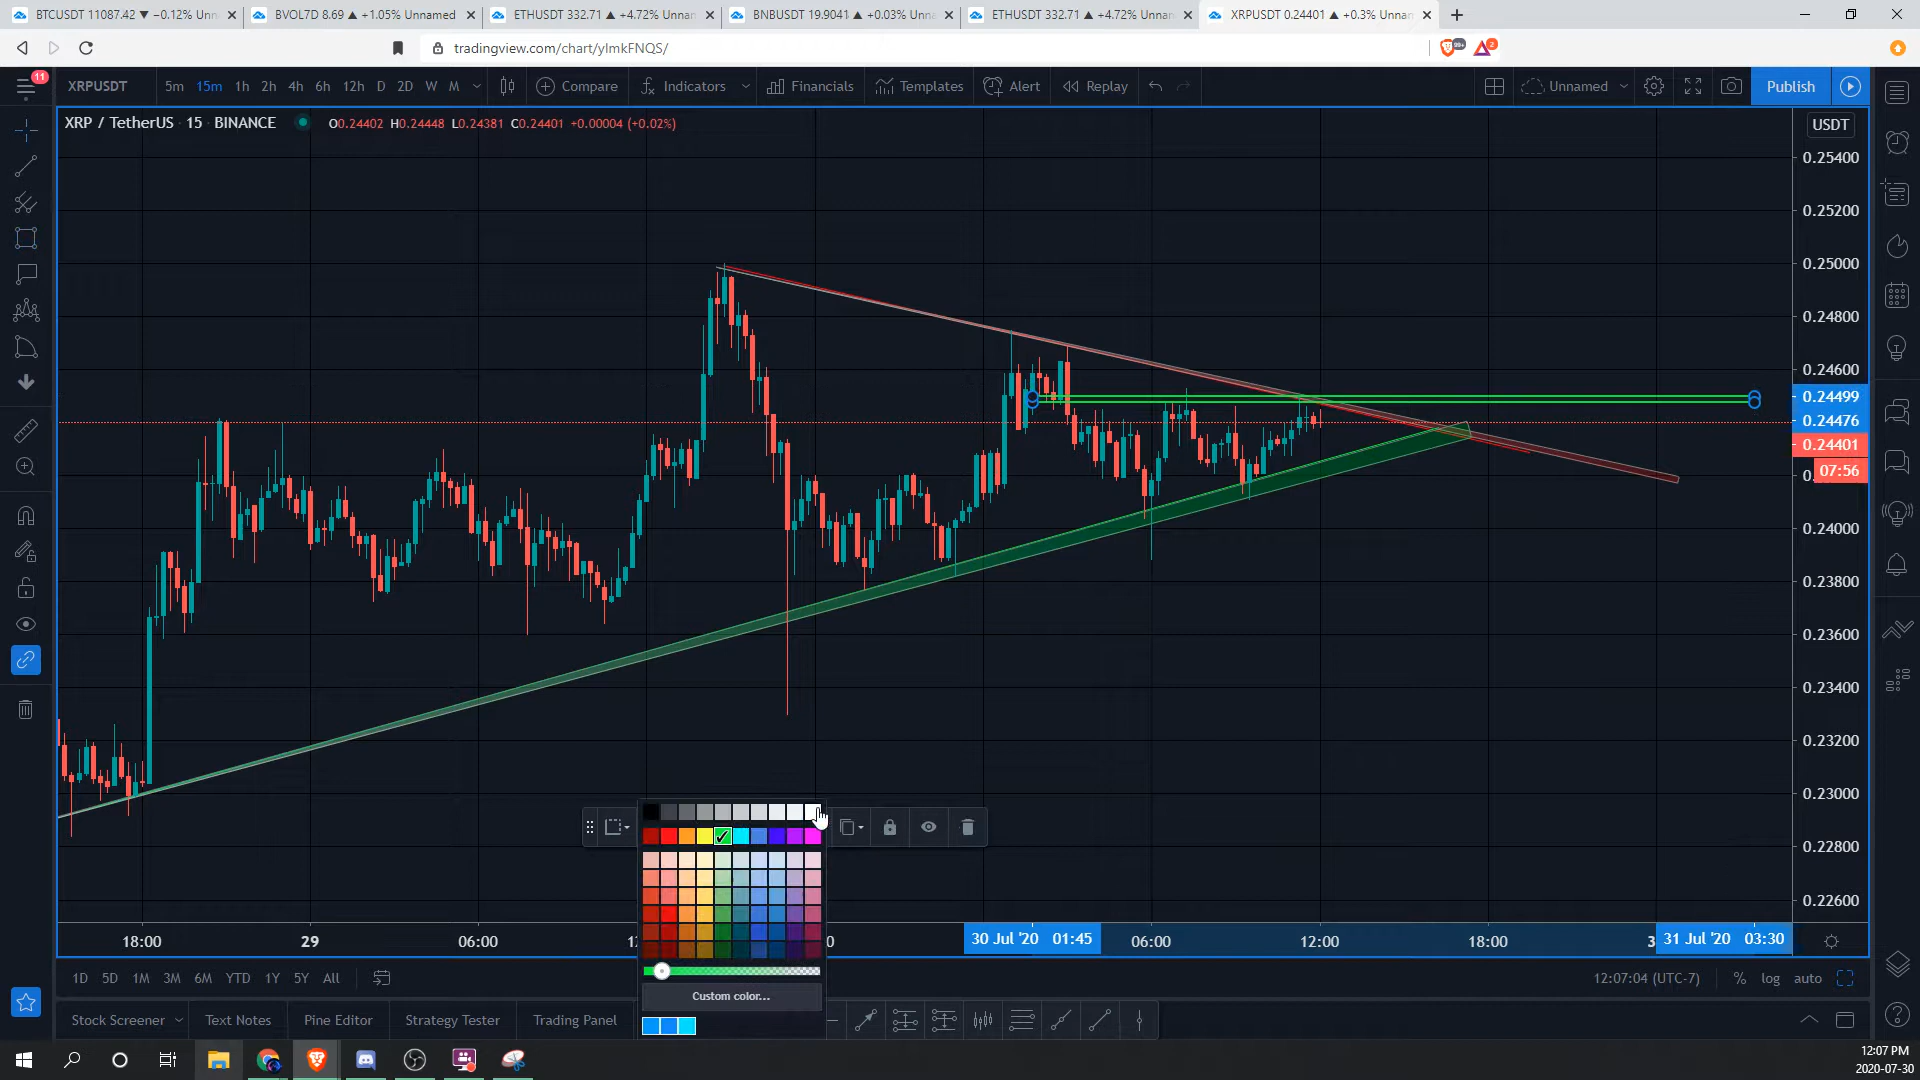 BTCUSDT 11087.42 ▼ −0.12% Unn
BVOL7D 8.69 ▲ +1.05% Unnamed
ETHUSDT 332.71 ▲ +4.72% Unnan
BNBUSDT 19.9041 ▲ +0.03% Unn
ETHUSDT 332.71 ▲ +4.72% Unnan
XRPUSDT 0.24401 ▲ +0.3% Unna
tradingview.com/chart/ylmkFNQS/
99+
2
11
XRPUSDT 5m 15m 1h 2h 4h 6h 12h D 2D W M Compare Indicators Financials Templates Alert Replay Unnamed Publish
XRP / TetherUS · 15 · BINANCE O0.24402 H0.24448 L0.24381 C0.24401 +0.00004 (+0.02%)
USDT
0.25400
0.25200
0.25000
0.24800
0.24600
0.24499
0.24476
0.24401
07:56
0.24000
0.23800
0.23600
0.23400
0.23200
0.23000
0.22800
0.22600
18:00 29 06:00 30 Jul '20 01:45 06:00 12:00 18:00 31 Jul '20 03:30
1D 5D 1M 3M 6M YTD 1Y 5Y All 12:07:04 (UTC-7) % log auto
Custom color...
Stock Screener Text Notes Pine Editor Strategy Tester Trading Panel
12:07 PM
2020-07-30